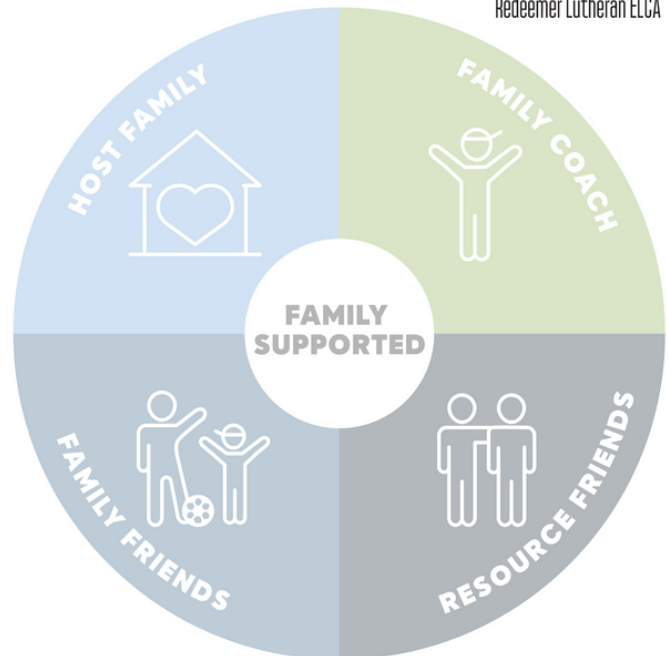 Redeemer Lutheran ELCA
HOST FAMILY
FAMILY COACH
FAMILY
SUPPORTED
FAMILY FRIENDS
RESOURCE FRIENDS